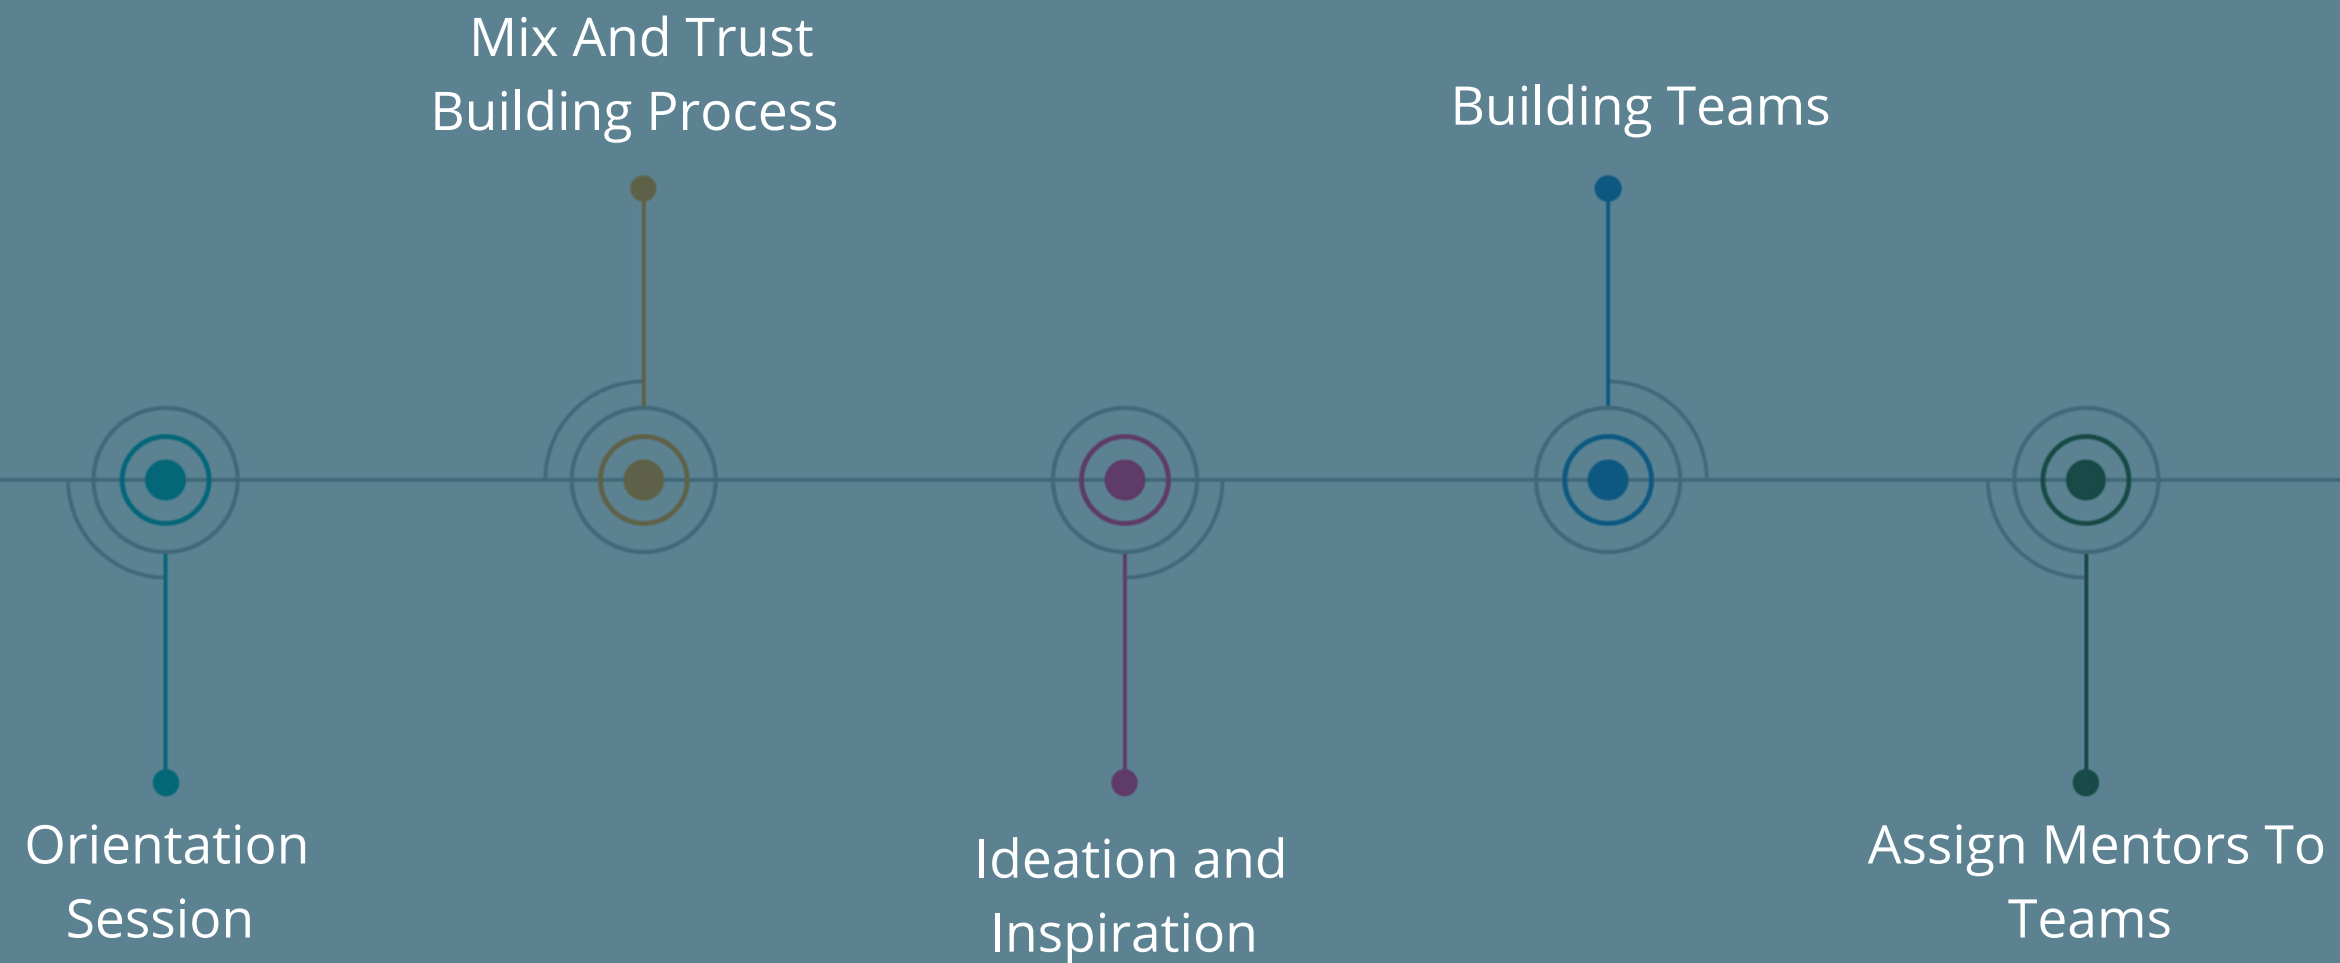 Mix And Trust
Building Process
Building Teams
Orientation
Session
Ideation and
Inspiration
Assign Mentors To
Teams